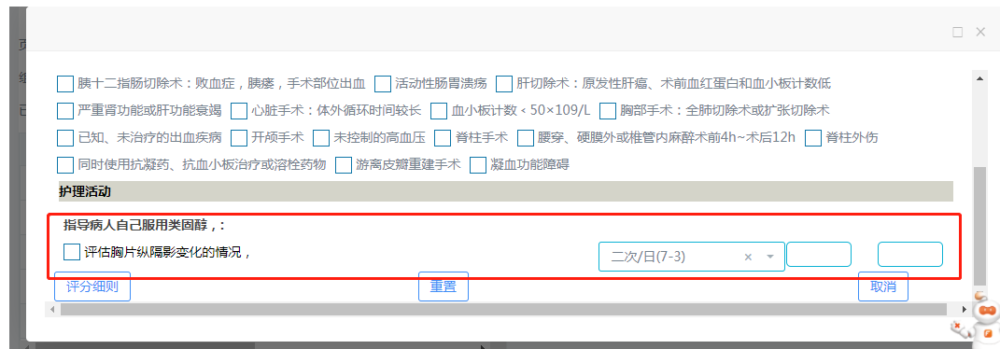 胰十二指肠切除术：败血症，胰瘘，手术部位出血 活动性肠胃溃疡 肝切除术：原发性肝癌、术前血红蛋白和血小板计数低
严重肾功能或肝功能衰竭 心脏手术：体外循环时间较长 血小板计数﹤50×109/L 胸部手术：全肺切除术或扩张切除术
已知、未治疗的出血疾病 开颅手术 未控制的高血压 脊柱手术 腰穿、硬膜外或椎管内麻醉术前4h~术后12h 脊柱外伤
同时使用抗凝药、抗血小板治疗或溶栓药物 游离皮瓣重建手术 凝血功能障碍
护理活动
指导病人自己服用类固醇，:
评估胸片纵隔影变化的情况， 二次/日(7-3)
评分细则 重置 取消